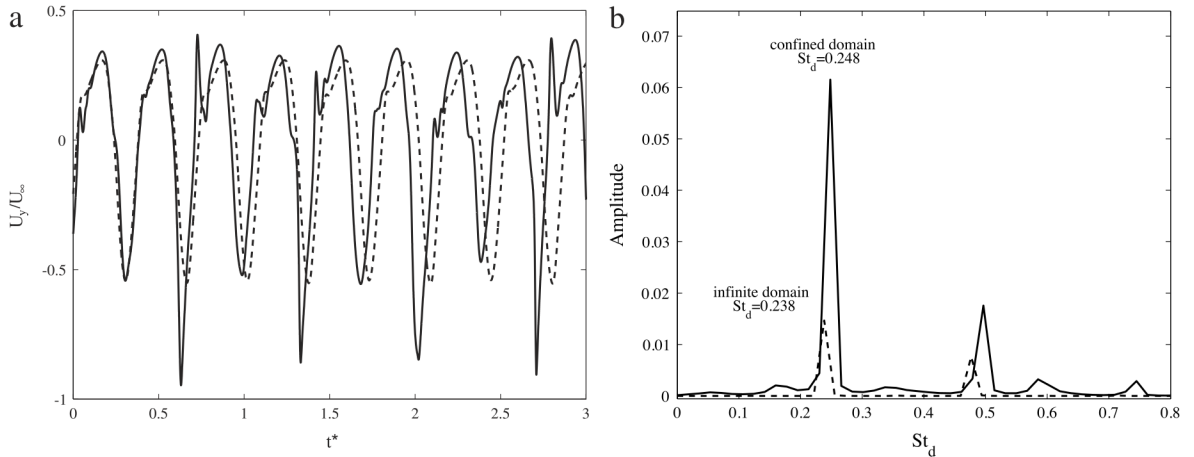 a
0.5
0
-0.5
-1
U_y/U_∞
0
0.5
1
1.5
2
2.5
3
t*
b
0.07
0.06
0.05
0.04
0.03
0.02
0.01
0
Amplitude
confined domain
St_d=0.248
infinite domain
St_d=0.238
0
0.1
0.2
0.3
0.4
0.5
0.6
0.7
0.8
St_d